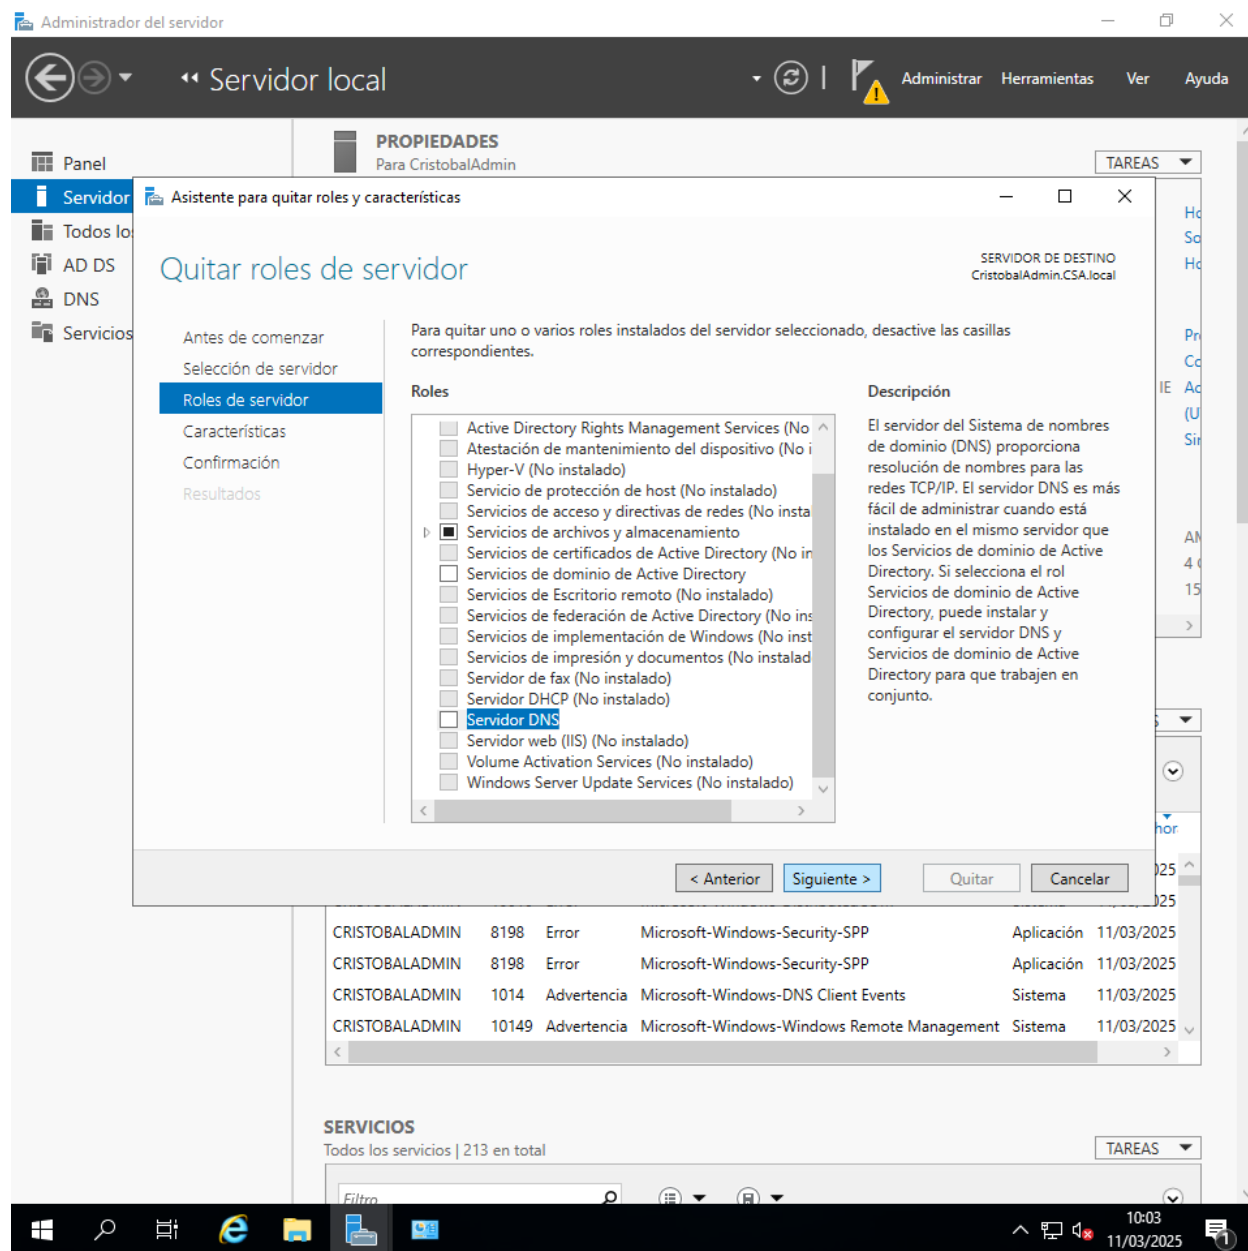 Administrador del servidor
Servidor local
Administrar Herramientas Ver Ayuda
Panel
Servidor
Todos lo
AD DS
DNS
Servicios
PROPIEDADES
Para CristobalAdmin
TAREAS
Asistente para quitar roles y características
Quitar roles de servidor
SERVIDOR DE DESTINO
CristobalAdmin.CSA.local
Antes de comenzar
Selección de servidor
Roles de servidor
Características
Confirmación
Resultados
Para quitar uno o varios roles instalados del servidor seleccionado, desactive las casillas
correspondientes.
Roles
Active Directory Rights Management Services (No
Atestación de mantenimiento del dispositivo (No i
Hyper-V (No instalado)
Servicio de protección de host (No instalado)
Servicios de acceso y directivas de redes (No insta
Servicios de archivos y almacenamiento
Servicios de certificados de Active Directory (No in
Servicios de dominio de Active Directory
Servicios de Escritorio remoto (No instalado)
Servicios de federación de Active Directory (No ins
Servicios de implementación de Windows (No inst
Servicios de impresión y documentos (No instalad
Servidor de fax (No instalado)
Servidor DHCP (No instalado)
Servidor DNS
Servidor web (IIS) (No instalado)
Volume Activation Services (No instalado)
Windows Server Update Services (No instalado)
Descripción
El servidor del Sistema de nombres
de dominio (DNS) proporciona
resolución de nombres para las
redes TCP/IP. El servidor DNS es más
fácil de administrar cuando está
instalado en el mismo servidor que
los Servicios de dominio de Active
Directory. Si selecciona el rol
Servicios de dominio de Active
Directory, puede instalar y
configurar el servidor DNS y
Servicios de dominio de Active
Directory para que trabajen en
conjunto.
< Anterior Siguiente > Quitar Cancelar
Ho
So
Ho
Pr
Co
IE Ac
(U
Sir
4
15
hor
CRISTOBALADMIN 8198 Error Microsoft-Windows-Security-SPP Aplicación 11/03/2025
CRISTOBALADMIN 8198 Error Microsoft-Windows-Security-SPP Aplicación 11/03/2025
CRISTOBALADMIN 1014 Advertencia Microsoft-Windows-DNS Client Events Sistema 11/03/2025
CRISTOBALADMIN 10149 Advertencia Microsoft-Windows-Windows Remote Management Sistema 11/03/2025
SERVICIOS
Todos los servicios | 213 en total
TAREAS
Filtro
10:03
11/03/2025
1